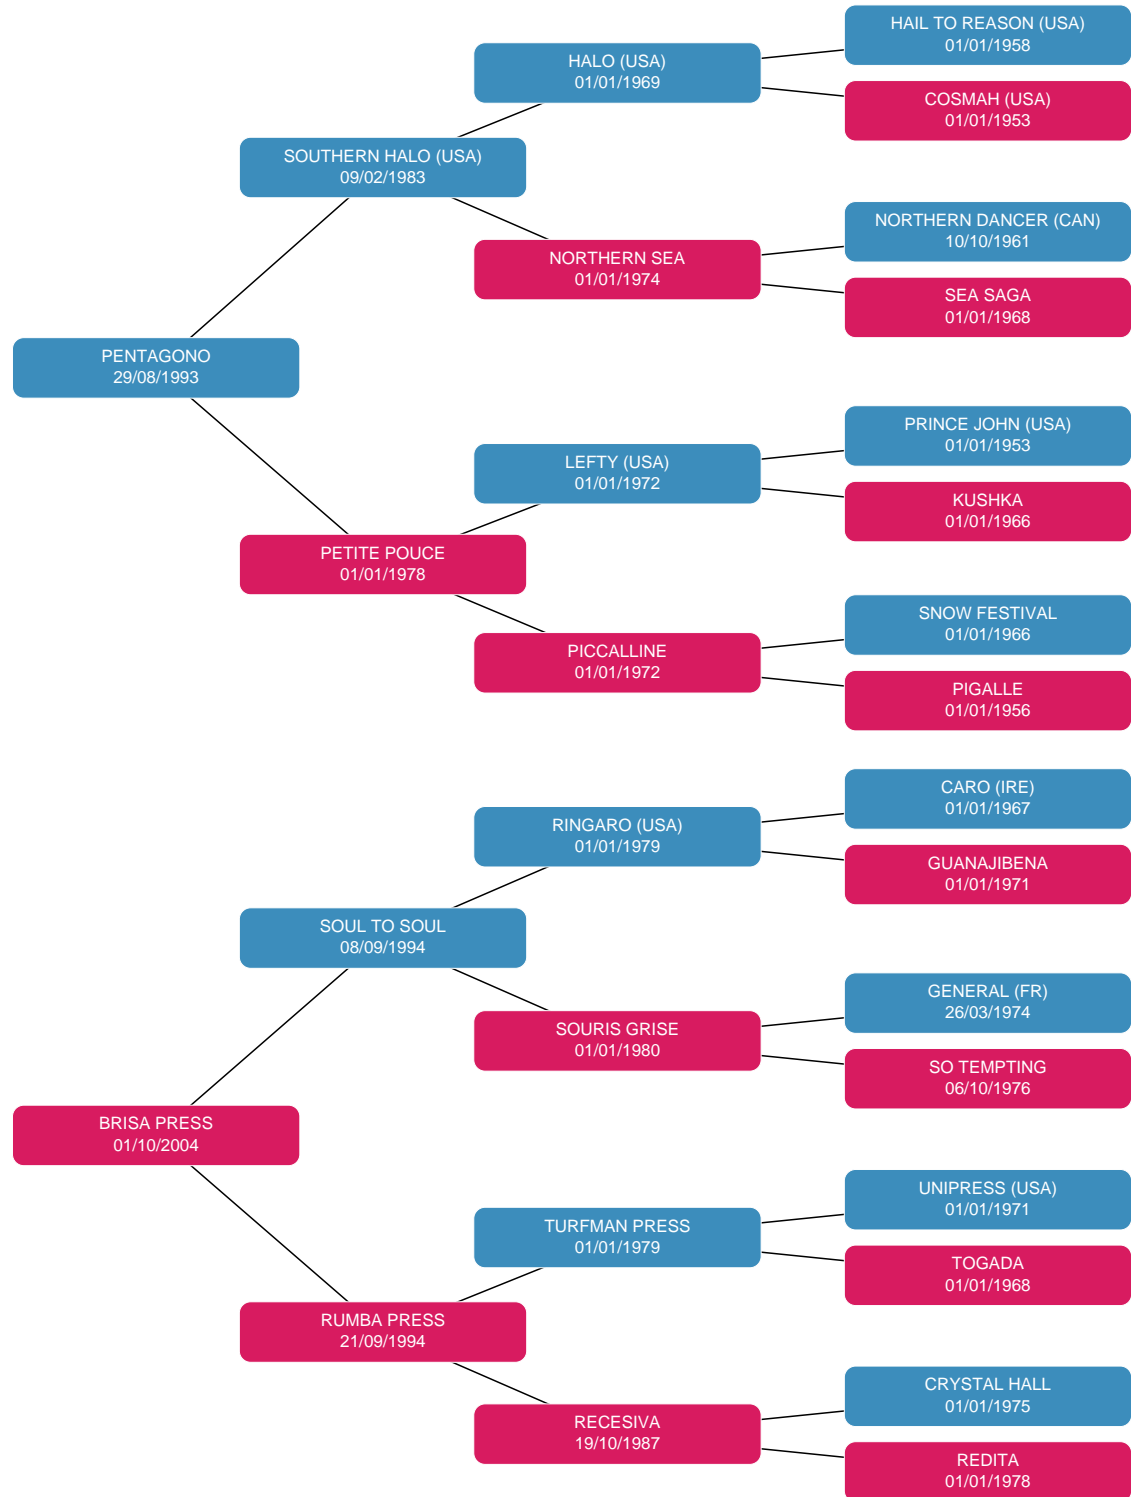 HAIL TO REASON (USA)
01/01/1958
HALO (USA)
01/01/1969
COSMAH (USA)
01/01/1953
SOUTHERN HALO (USA)
09/02/1983
NORTHERN DANCER (CAN)
10/10/1961
NORTHERN SEA
01/01/1974
SEA SAGA
01/01/1968
PENTAGONO
29/08/1993
PRINCE JOHN (USA)
01/01/1953
LEFTY (USA)
01/01/1972
KUSHKA
01/01/1966
PETITE POUCE
01/01/1978
SNOW FESTIVAL
01/01/1966
PICCALLINE
01/01/1972
PIGALLE
01/01/1956
CARO (IRE)
01/01/1967
RINGARO (USA)
01/01/1979
GUANAJIBENA
01/01/1971
SOUL TO SOUL
08/09/1994
GENERAL (FR)
26/03/1974
SOURIS GRISE
01/01/1980
SO TEMPTING
06/10/1976
BRISA PRESS
01/10/2004
UNIPRESS (USA)
01/01/1971
TURFMAN PRESS
01/01/1979
TOGADA
01/01/1968
RUMBA PRESS
21/09/1994
CRYSTAL HALL
01/01/1975
RECESIVA
19/10/1987
REDITA
01/01/1978